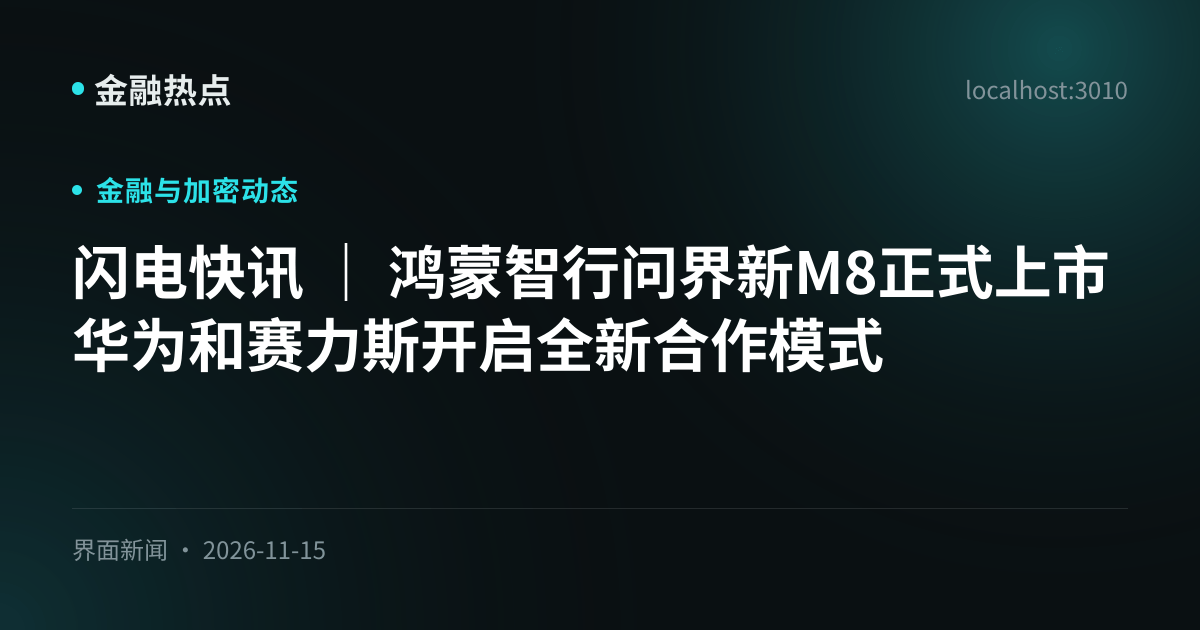 金融热点
localhost:3010
金融与加密动态
闪电快讯 ｜ 鸿蒙智行问界新M8正式上市
华为和赛力斯开启全新合作模式
界面新闻 · 2026-11-15